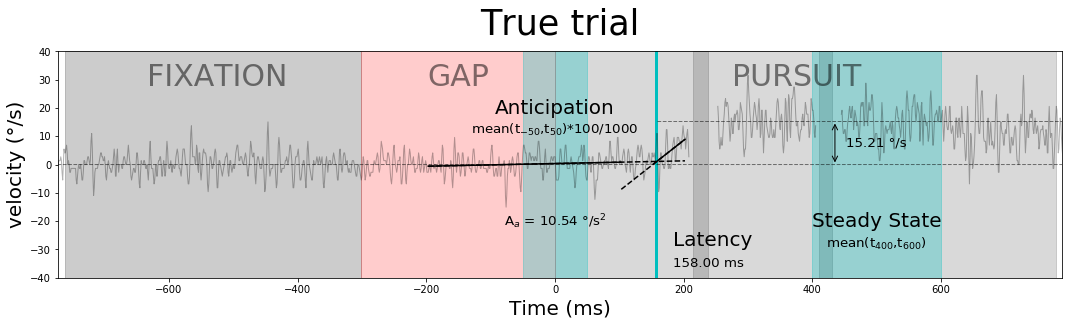 True trial
FIXATION
GAP
PURSUIT
Anticipation
mean(t₋₅₀,t₅₀)*100/1000
15.21 °/s
Aₐ = 10.54 °/s²
Steady State
mean(t₄₀₀,t₆₀₀)
Latency
158.00 ms
velocity (°/s)
40
30
20
10
0
−10
−20
−30
−40
−600
−400
−200
0
200
400
600
Time (ms)